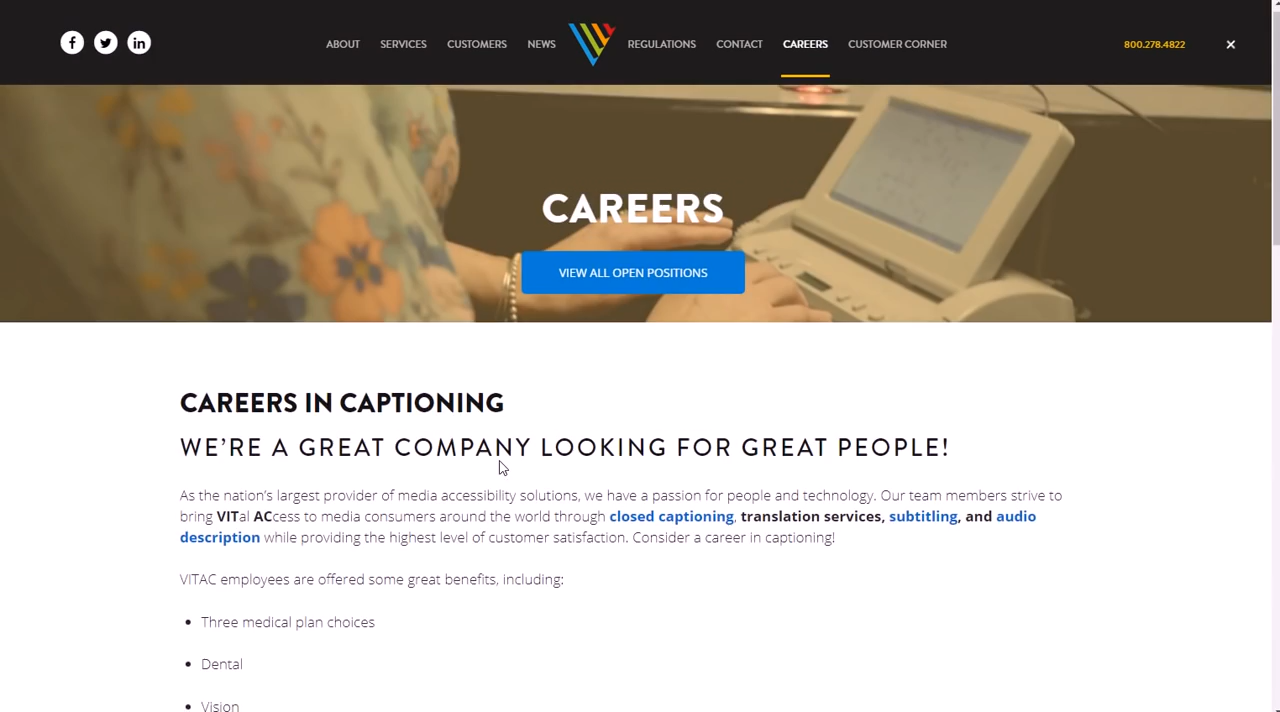 ABOUT SERVICES CUSTOMERS NEWS REGULATIONS CONTACT CAREERS CUSTOMER CORNER 800.278.4822
CAREERS
VIEW ALL OPEN POSITIONS
CAREERS IN CAPTIONING
WE’RE A GREAT COMPANY LOOKING FOR GREAT PEOPLE!
As the nation’s largest provider of media accessibility solutions, we have a passion for people and technology. Our team members strive to
bring VITal ACcess to media consumers around the world through closed captioning, translation services, subtitling, and audio
description while providing the highest level of customer satisfaction. Consider a career in captioning!
VITAC employees are offered some great benefits, including:
• Three medical plan choices
• Dental
• Vision